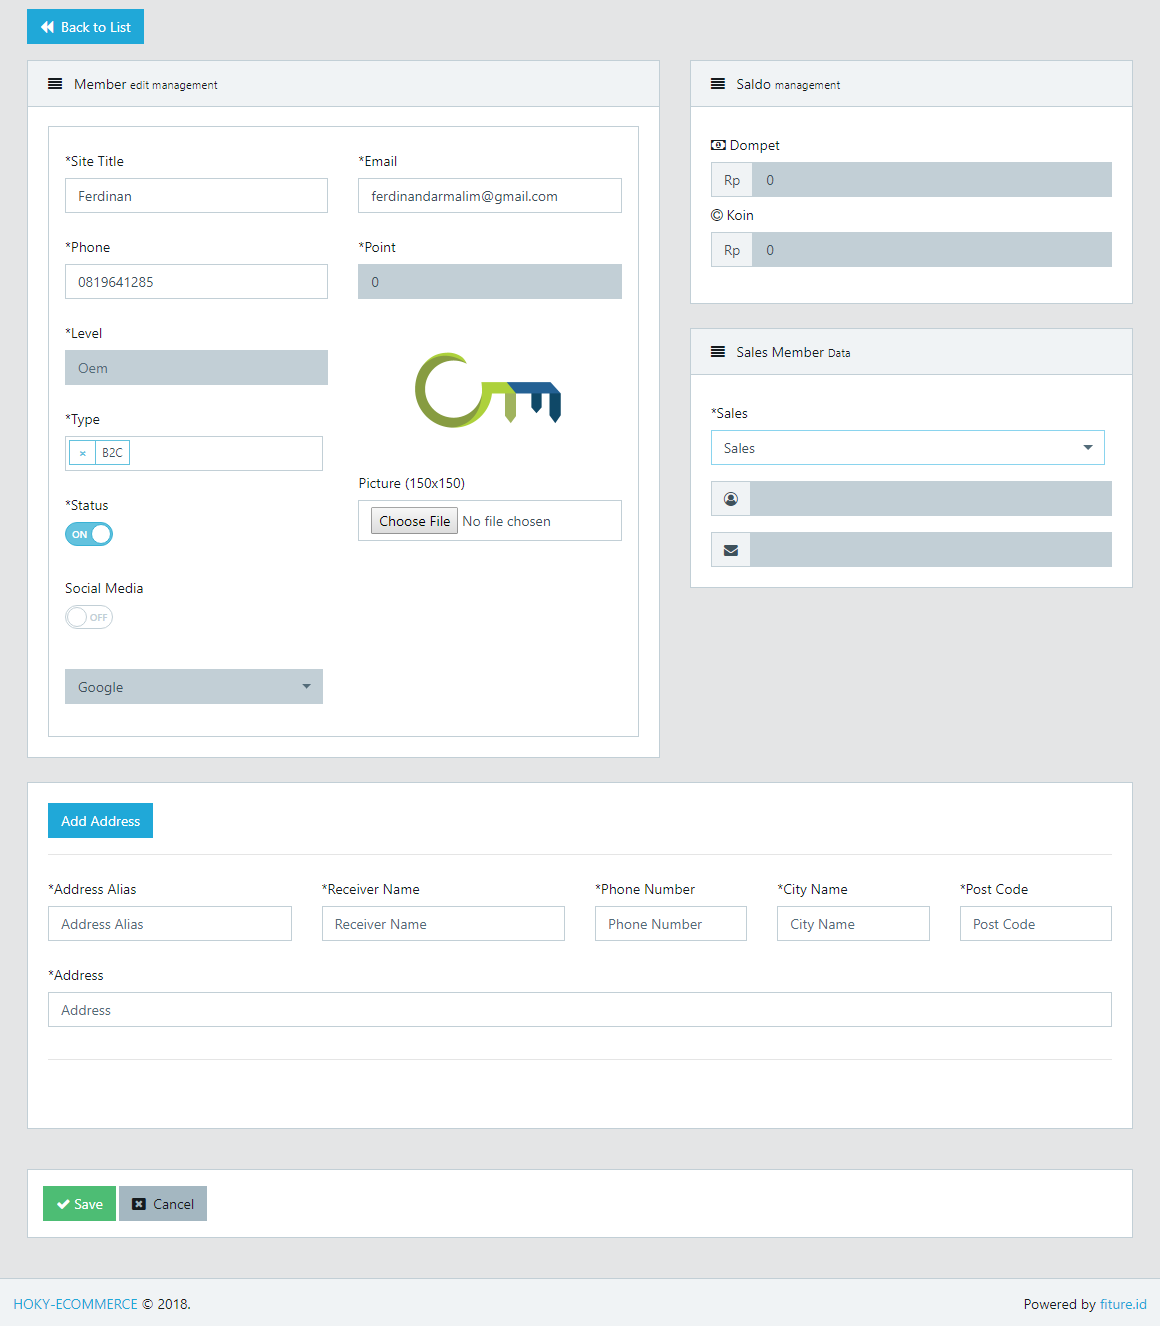 Back to List
Member edit management
*Site Title
Ferdinan
*Email
ferdinandarmalim@gmail.com
*Phone
0819641285
*Point
0
*Level
Oem
*Type
× B2C
*Status
ON
Picture (150x150)
Choose File No file chosen
Social Media
OFF
Google
Saldo management
Dompet
Rp 0
Koin
Rp 0
Sales Member Data
*Sales
Sales
Add Address
*Address Alias *Receiver Name *Phone Number *City Name *Post Code
Address Alias Receiver Name Phone Number City Name Post Code
*Address
Address
Save Cancel
HOKY-ECOMMERCE © 2018. Powered by fiture.id